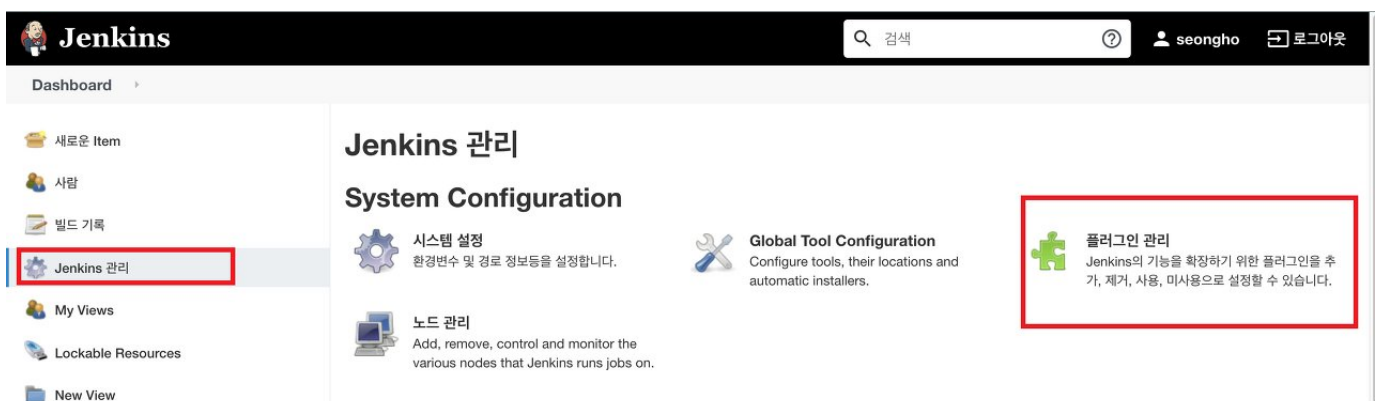 Jenkins
검색
seongho
로그아웃
Dashboard
새로운 Item
사람
빌드 기록
Jenkins 관리
My Views
Lockable Resources
New View
Jenkins 관리
System Configuration
시스템 설정
환경변수 및 경로 정보등을 설정합니다.
Global Tool Configuration
Configure tools, their locations and
automatic installers.
플러그인 관리
Jenkins의 기능을 확장하기 위한 플러그인을 추
가, 제거, 사용, 미사용으로 설정할 수 있습니다.
노드 관리
Add, remove, control and monitor the
various nodes that Jenkins runs jobs on.